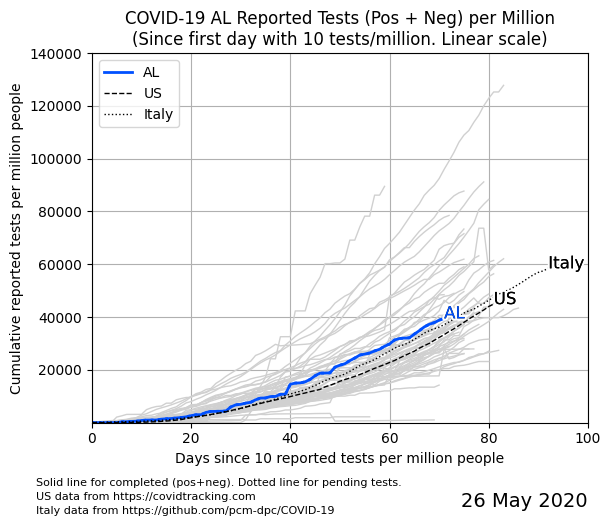 COVID-19 AL Reported Tests (Pos + Neg) per Million
(Since first day with 10 tests/million. Linear scale)
Cumulative reported tests per million people
140000
120000
100000
80000
60000
40000
20000
AL
US
Italy
Italy
US
AL
0
20
40
60
80
100
Days since 10 reported tests per million people
Solid line for completed (pos+neg). Dotted line for pending tests.
US data from https://covidtracking.com
Italy data from https://github.com/pcm-dpc/COVID-19
26 May 2020